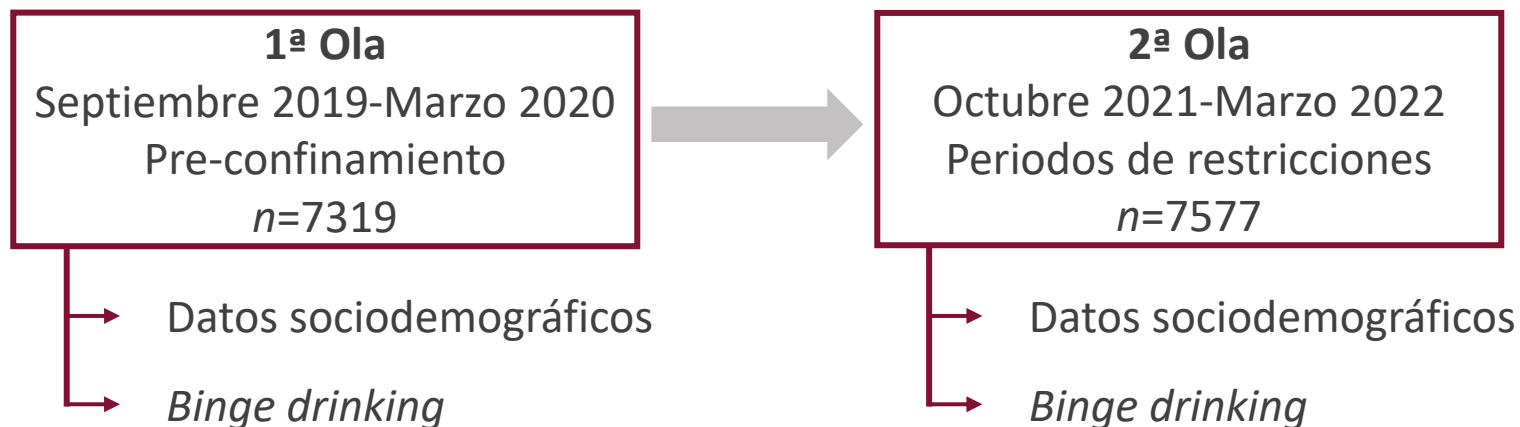 1ª Ola
Septiembre 2019-Marzo 2020
Pre-confinamiento
n=7319
Datos sociodemográficos
Binge drinking
2ª Ola
Octubre 2021-Marzo 2022
Periodos de restricciones
n=7577
Datos sociodemográficos
Binge drinking